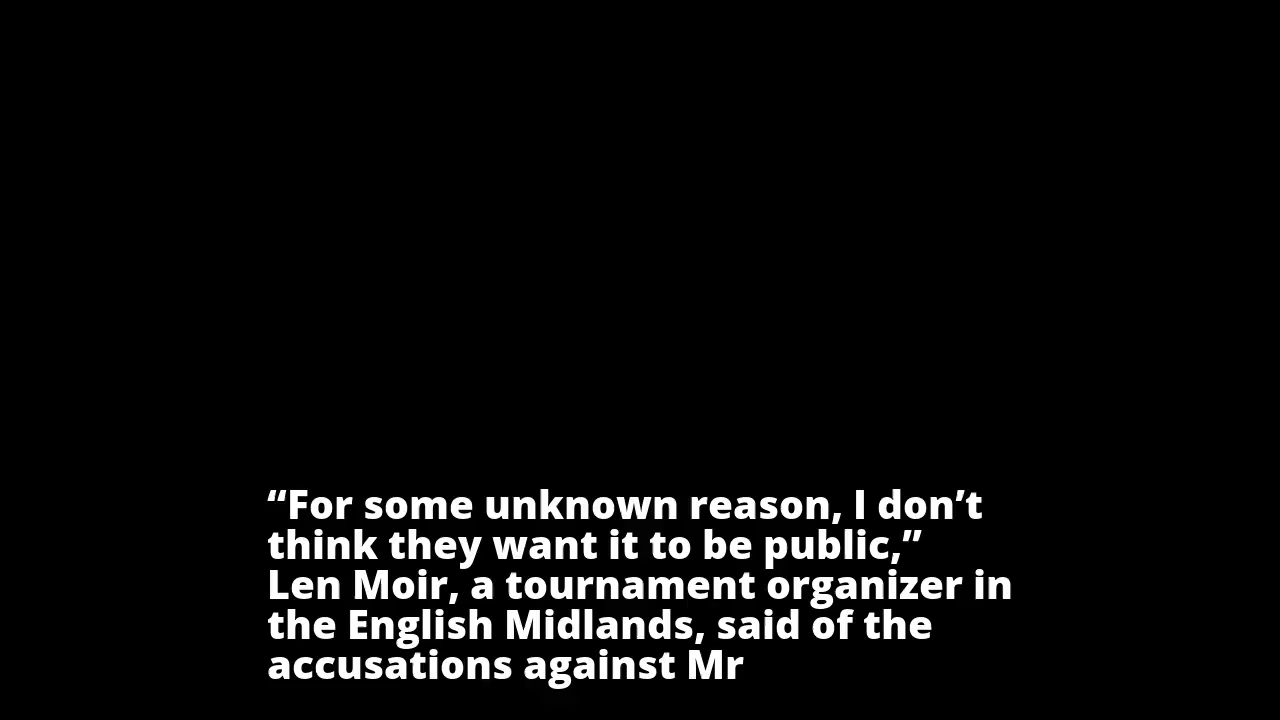 “For some unknown reason, I don’t
think they want it to be public,”
Len Moir, a tournament organizer in
the English Midlands, said of the
accusations against Mr